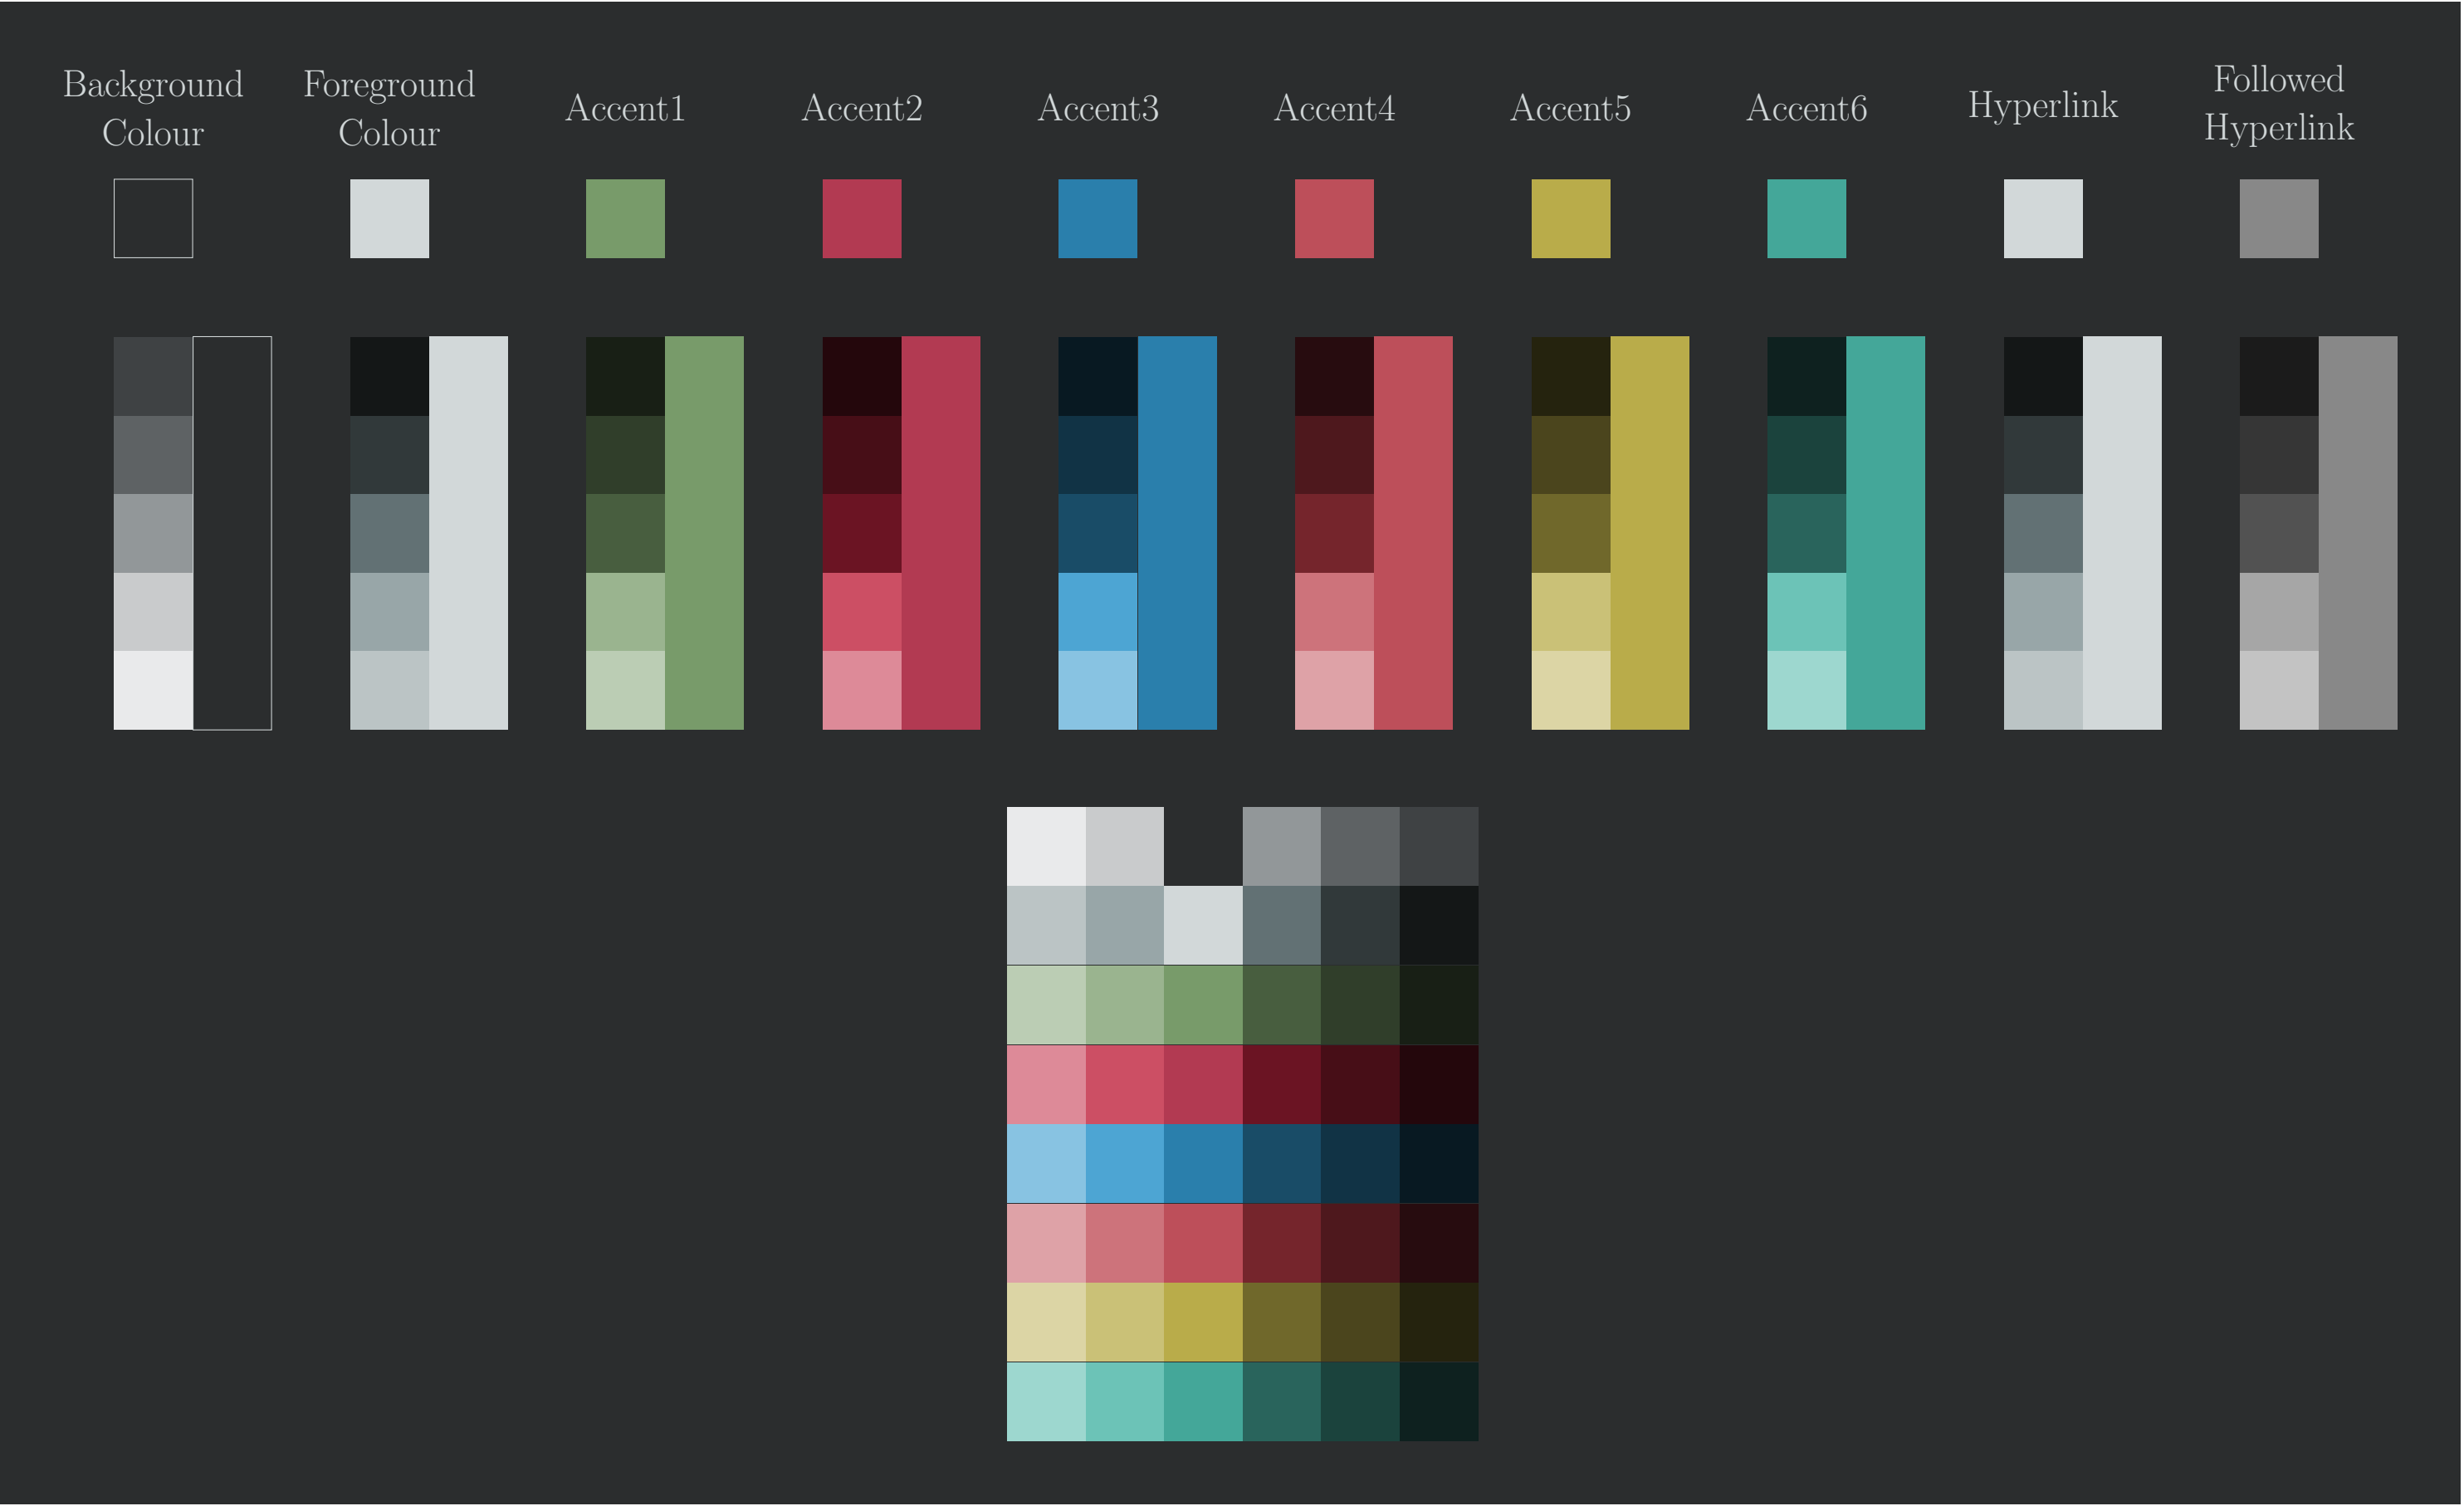 Background
Colour
Foreground
Colour
Accent1
Accent2
Accent3
Accent4
Accent5
Accent6
Hyperlink
Followed
Hyperlink